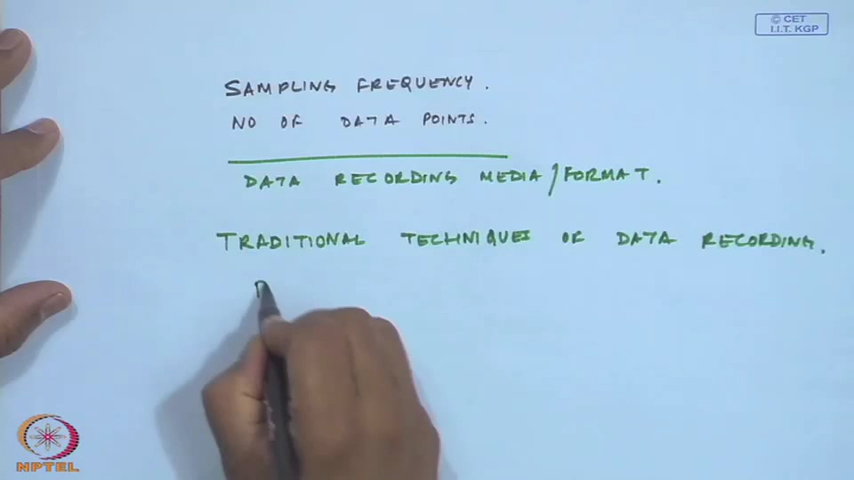 © CET
I.I.T. KGP
SAMPLING FREQUENCY.
NO OF DATA POINTS.
DATA RECORDING MEDIA/FORMAT.
TRADITIONAL TECHNIQUES OF DATA RECORDING.
NPTEL